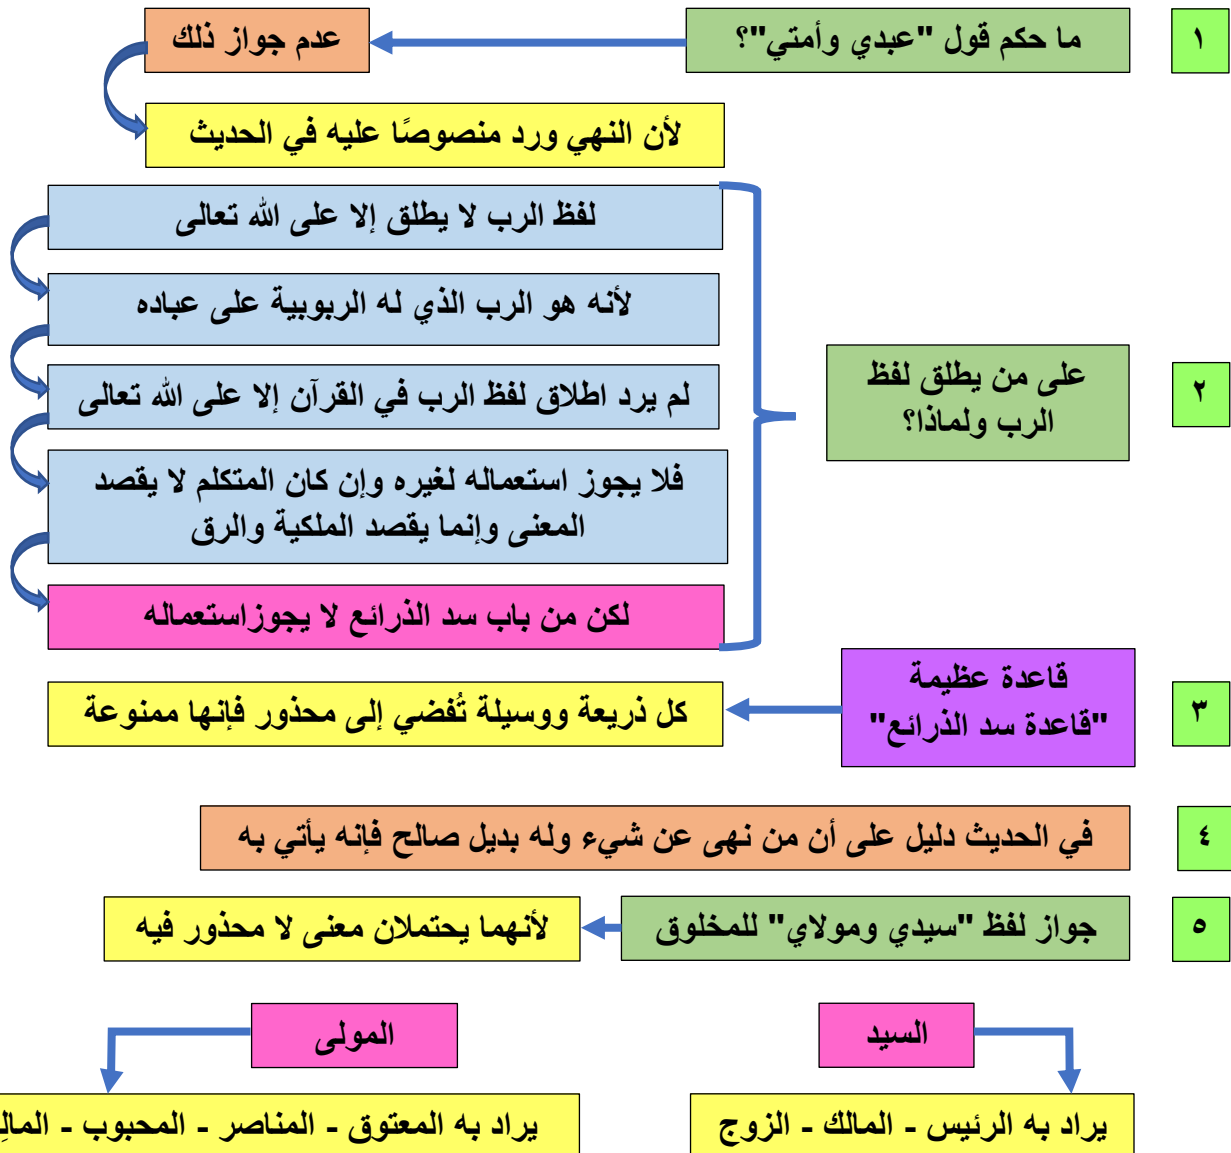 ١
ما حكم قول "عبدي وأمتي"؟
عدم جواز ذلك
لأن النهي ورد منصوصًا عليه في الحديث
٢
على من يطلق لفظ
الرب ولماذا؟
لفظ الرب لا يطلق إلا على الله تعالى
لأنه هو الرب الذي له الربوبية على عباده
لم يرد اطلاق لفظ الرب في القرآن إلا على الله تعالى
فلا يجوز استعماله لغيره وإن كان المتكلم لا يقصد
المعنى وإنما يقصد الملكية والرق
لكن من باب سد الذرائع لا يجوزاستعماله
٣
قاعدة عظيمة
"قاعدة سد الذرائع"
كل ذريعة ووسيلة تُفضي إلى محذور فإنها ممنوعة
٤
في الحديث دليل على أن من نهى عن شيء وله بديل صالح فإنه يأتي به
٥
جواز لفظ "سيدي ومولاي" للمخلوق
لأنهما يحتملان معنى لا محذور فيه
السيد
يراد به الرئيس - المالك - الزوج
المولى
يراد به المعتوق - المناصر - المحبوب -